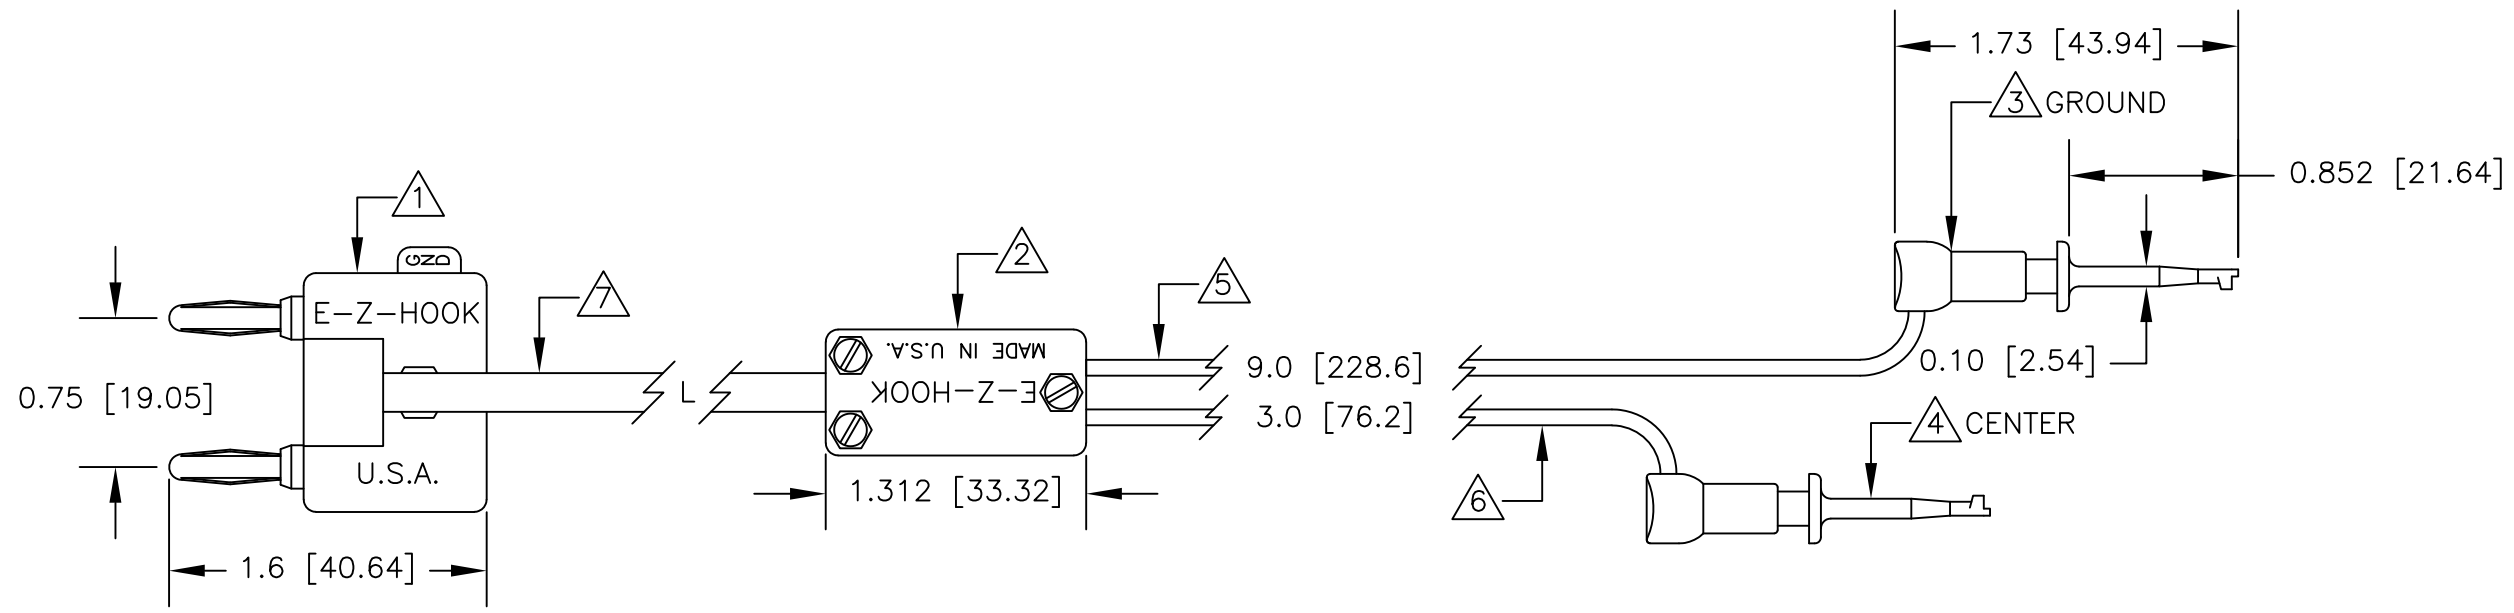 1.73 [43.94]
3 GROUND
0.852 [21.64]
1
GND
2
5
7
E-Z-HOOK
MADE IN U.S.A.
9.0 [228.6]
0.10 [2.54]
0.75 [19.05]
L
E-Z-HOOK
3.0 [76.2]
4 CENTER
U.S.A.
1.312 [33.32]
6
1.6 [40.64]